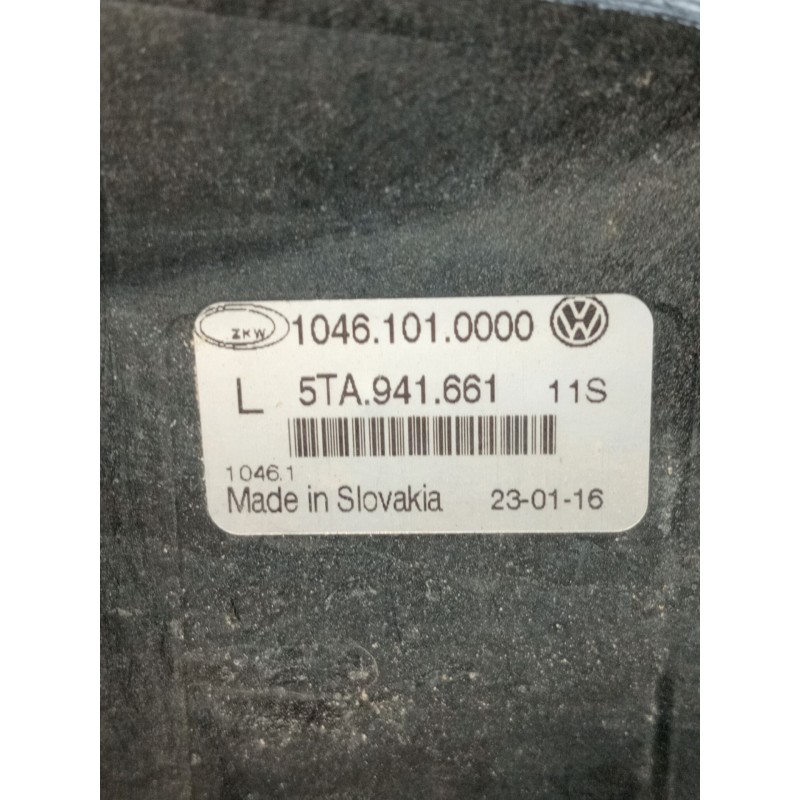 ZKW 1046.101.0000
L 5TA.941.661 11S
1046.1
Made in Slovakia 23-01-16